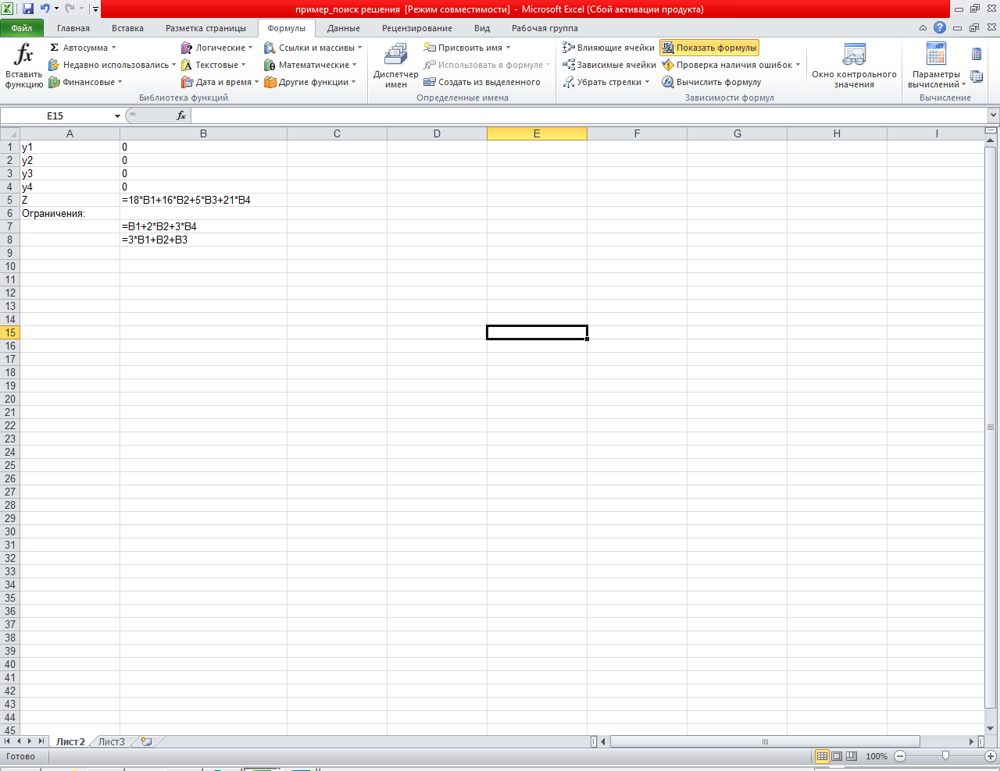 пример_поиск решения [Режим совместимости] - Microsoft Excel (Сбой активации продукта)
Файл Главная Вставка Разметка страницы Формулы Данные Рецензирование Вид Рабочая группа
Вставить функцию
Σ Автосумма
Недавно использовались
Финансовые
Логические
Текстовые
Дата и время
Ссылки и массивы
Математические
Другие функции
Библиотека функций
Диспетчер имен
Присвоить имя
Использовать в формуле
Создать из выделенного
Определенные имена
Влияющие ячейки
Зависимые ячейки
Убрать стрелки
Показать формулы
Проверка наличия ошибок
Вычислить формулу
Зависимости формул
Окно контрольного значения
Параметры вычислений
Вычисление
E15 fx
A B C D E F G H I
1 y1 0
2 y2 0
3 y3 0
4 y4 0
5 Z =18*B1+16*B2+5*B3+21*B4
6 Ограничения:
7 =B1+2*B2+3*B4
8 =3*B1+B2+B3
9
10
11
12
13
14
15
16
17
18
19
20
21
22
23
24
25
26
27
28
29
30
31
32
33
34
35
36
37
38
39
40
41
42
43
44
45
Лист2 Лист3
Готово 100%